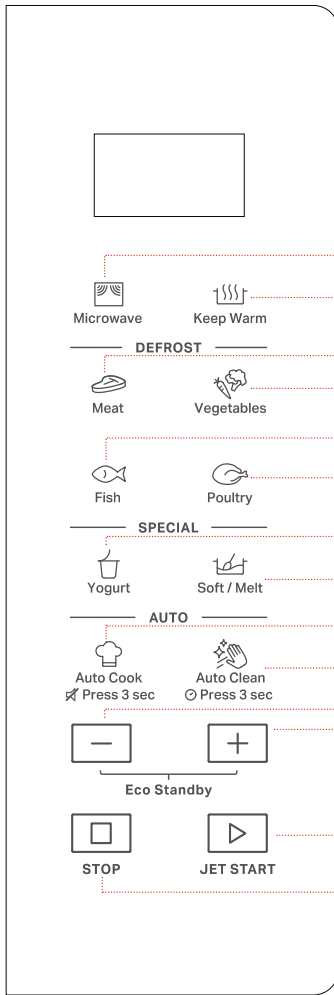 Microwave Keep Warm
DEFROST
Meat Vegetables
Fish Poultry
SPECIAL
Yogurt Soft / Melt
AUTO
Auto Cook Auto Clean
Press 3 sec Press 3 sec
Eco Standby
STOP JET START